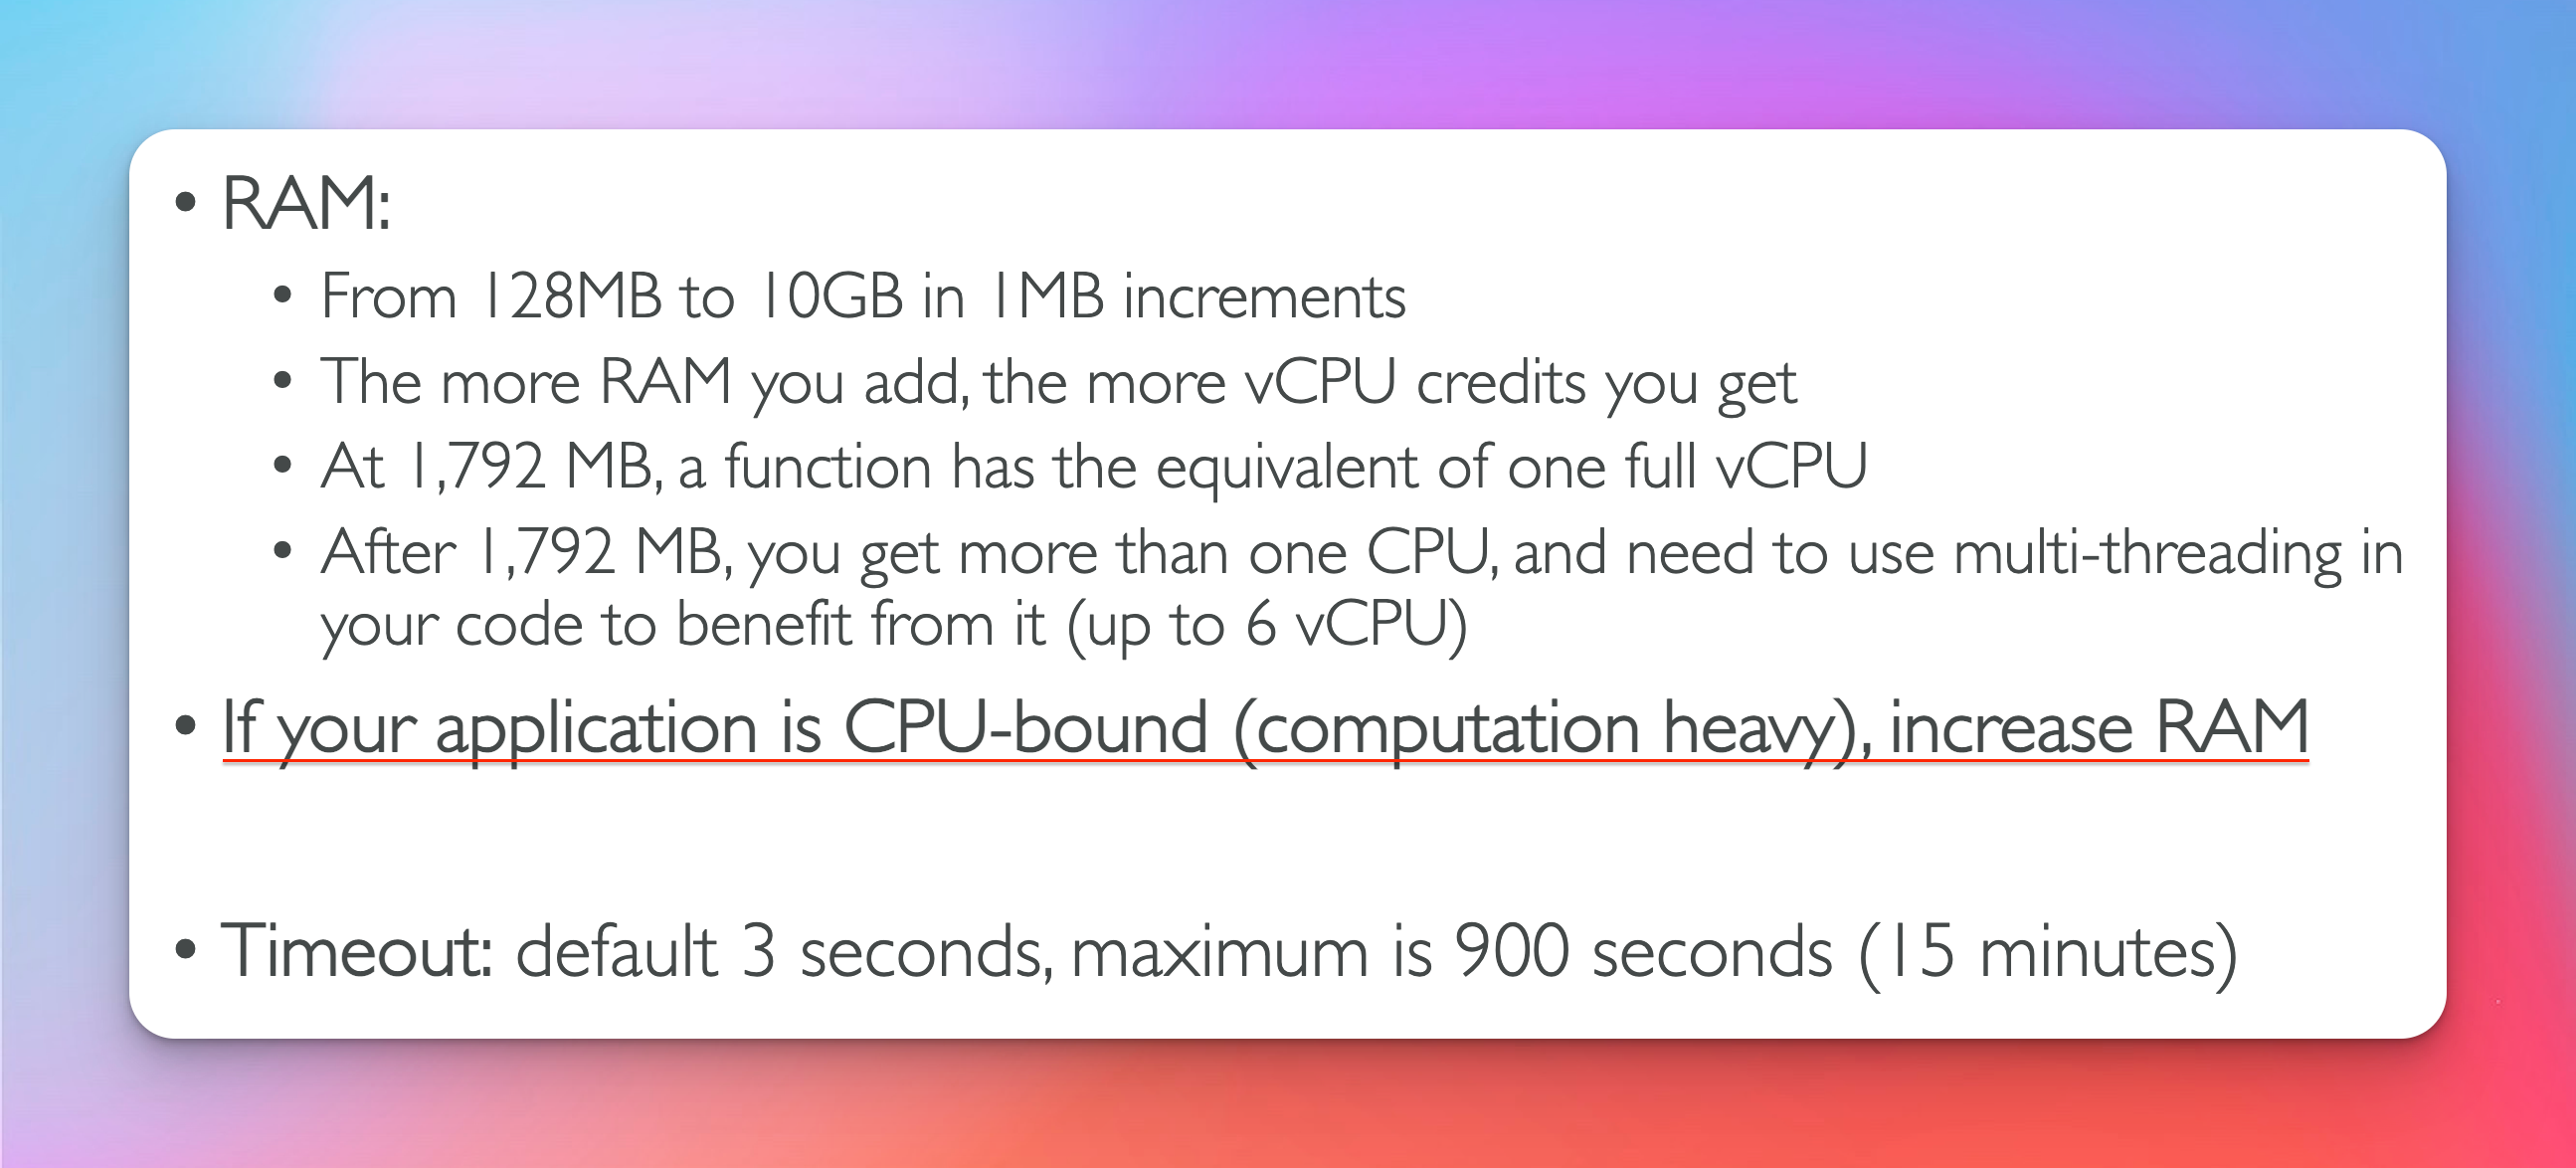 • RAM:
• From 128MB to 10GB in 1MB increments
• The more RAM you add, the more vCPU credits you get
• At 1,792 MB, a function has the equivalent of one full vCPU
• After 1,792 MB, you get more than one CPU, and need to use multi-threading in
your code to benefit from it (up to 6 vCPU)
• If your application is CPU-bound (computation heavy), increase RAM
• Timeout: default 3 seconds, maximum is 900 seconds (15 minutes)